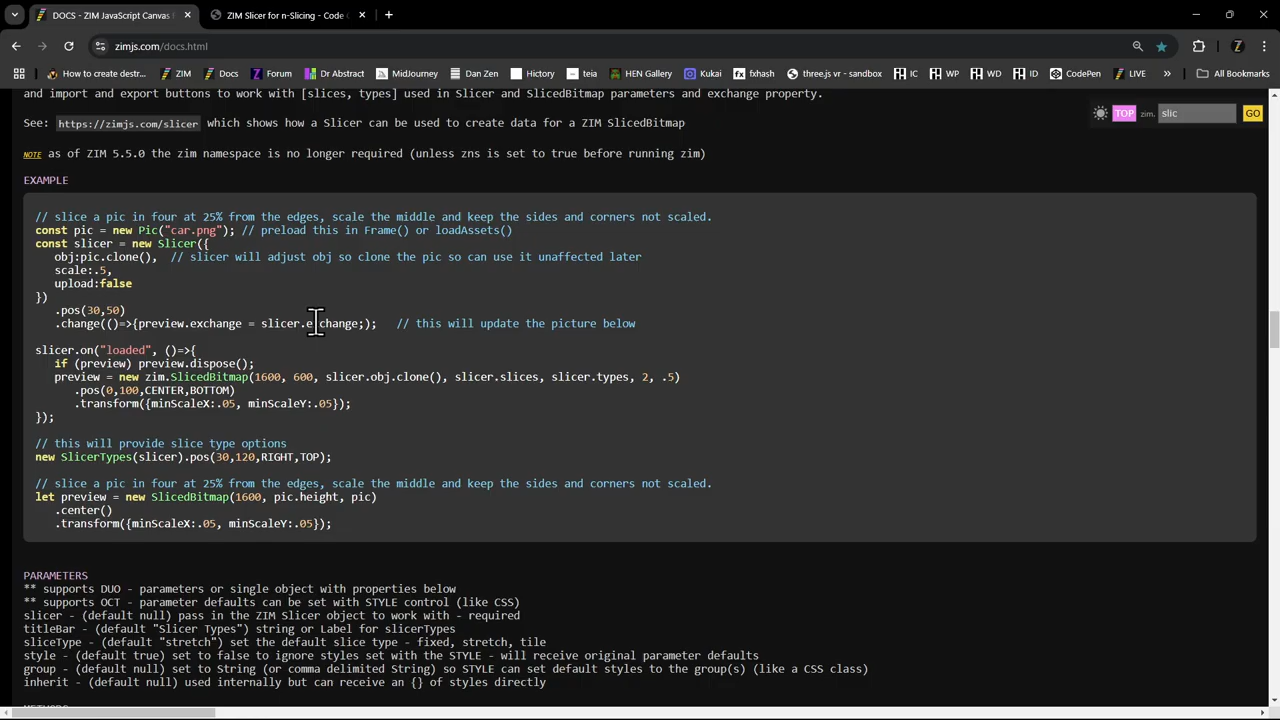 DOCS - ZIM JavaScript Canvas
ZIM Slicer for n-Slicing - Code
zimjs.com/docs.html
How to create destr...
ZIM
Docs
Forum
Dr Abstract
MidJourney
Dan Zen
Hictory
teia
HEN Gallery
Kukai
fxhash
three.js vr - sandbox
IC
WP
WD
ID
CodePen
LIVE
»
All Bookmarks
and import and export buttons to work with [slices, types] used in Slicer and SlicedBitmap parameters and exchange property.
TOP zim. slic GO
See: https://zimjs.com/slicer which shows how a Slicer can be used to create data for a ZIM SlicedBitmap
NOTE as of ZIM 5.5.0 the zim namespace is no longer required (unless zns is set to true before running zim)
EXAMPLE
// slice a pic in four at 25% from the edges, scale the middle and keep the sides and corners not scaled.
const pic = new Pic("car.png"); // preload this in Frame() or loadAssets()
const slicer = new Slicer({
obj:pic.clone(), // slicer will adjust obj so clone the pic so can use it unaffected later
scale:.5,
upload:false
})
.pos(30,50)
.change(()=>{preview.exchange = slicer.exchange;}); // this will update the picture below
slicer.on("loaded", ()=>{
if (preview) preview.dispose();
preview = new zim.SlicedBitmap(1600, 600, slicer.obj.clone(), slicer.slices, slicer.types, 2, .5)
.pos(0,100,CENTER,BOTTOM)
.transform({minScaleX:.05, minScaleY:.05});
});
// this will provide slice type options
new SlicerTypes(slicer).pos(30,120,RIGHT,TOP);
// slice a pic in four at 25% from the edges, scale the middle and keep the sides and corners not scaled.
let preview = new SlicedBitmap(1600, pic.height, pic)
.center()
.transform({minScaleX:.05, minScaleY:.05});
PARAMETERS
** supports DUO - parameters or single object with properties below
** supports OCT - parameter defaults can be set with STYLE control (like CSS)
slicer - (default null) pass in the ZIM Slicer object to work with - required
titleBar - (default "Slicer Types") string or Label for slicerTypes
sliceType - (default "stretch") set the default slice type - fixed, stretch, tile
style - (default true) set to false to ignore styles set with the STYLE - will receive original parameter defaults
group - (default null) set to String (or comma delimited String) so STYLE can set default styles to the group(s) (like a CSS class)
inherit - (default null) used internally but can receive an {} of styles directly